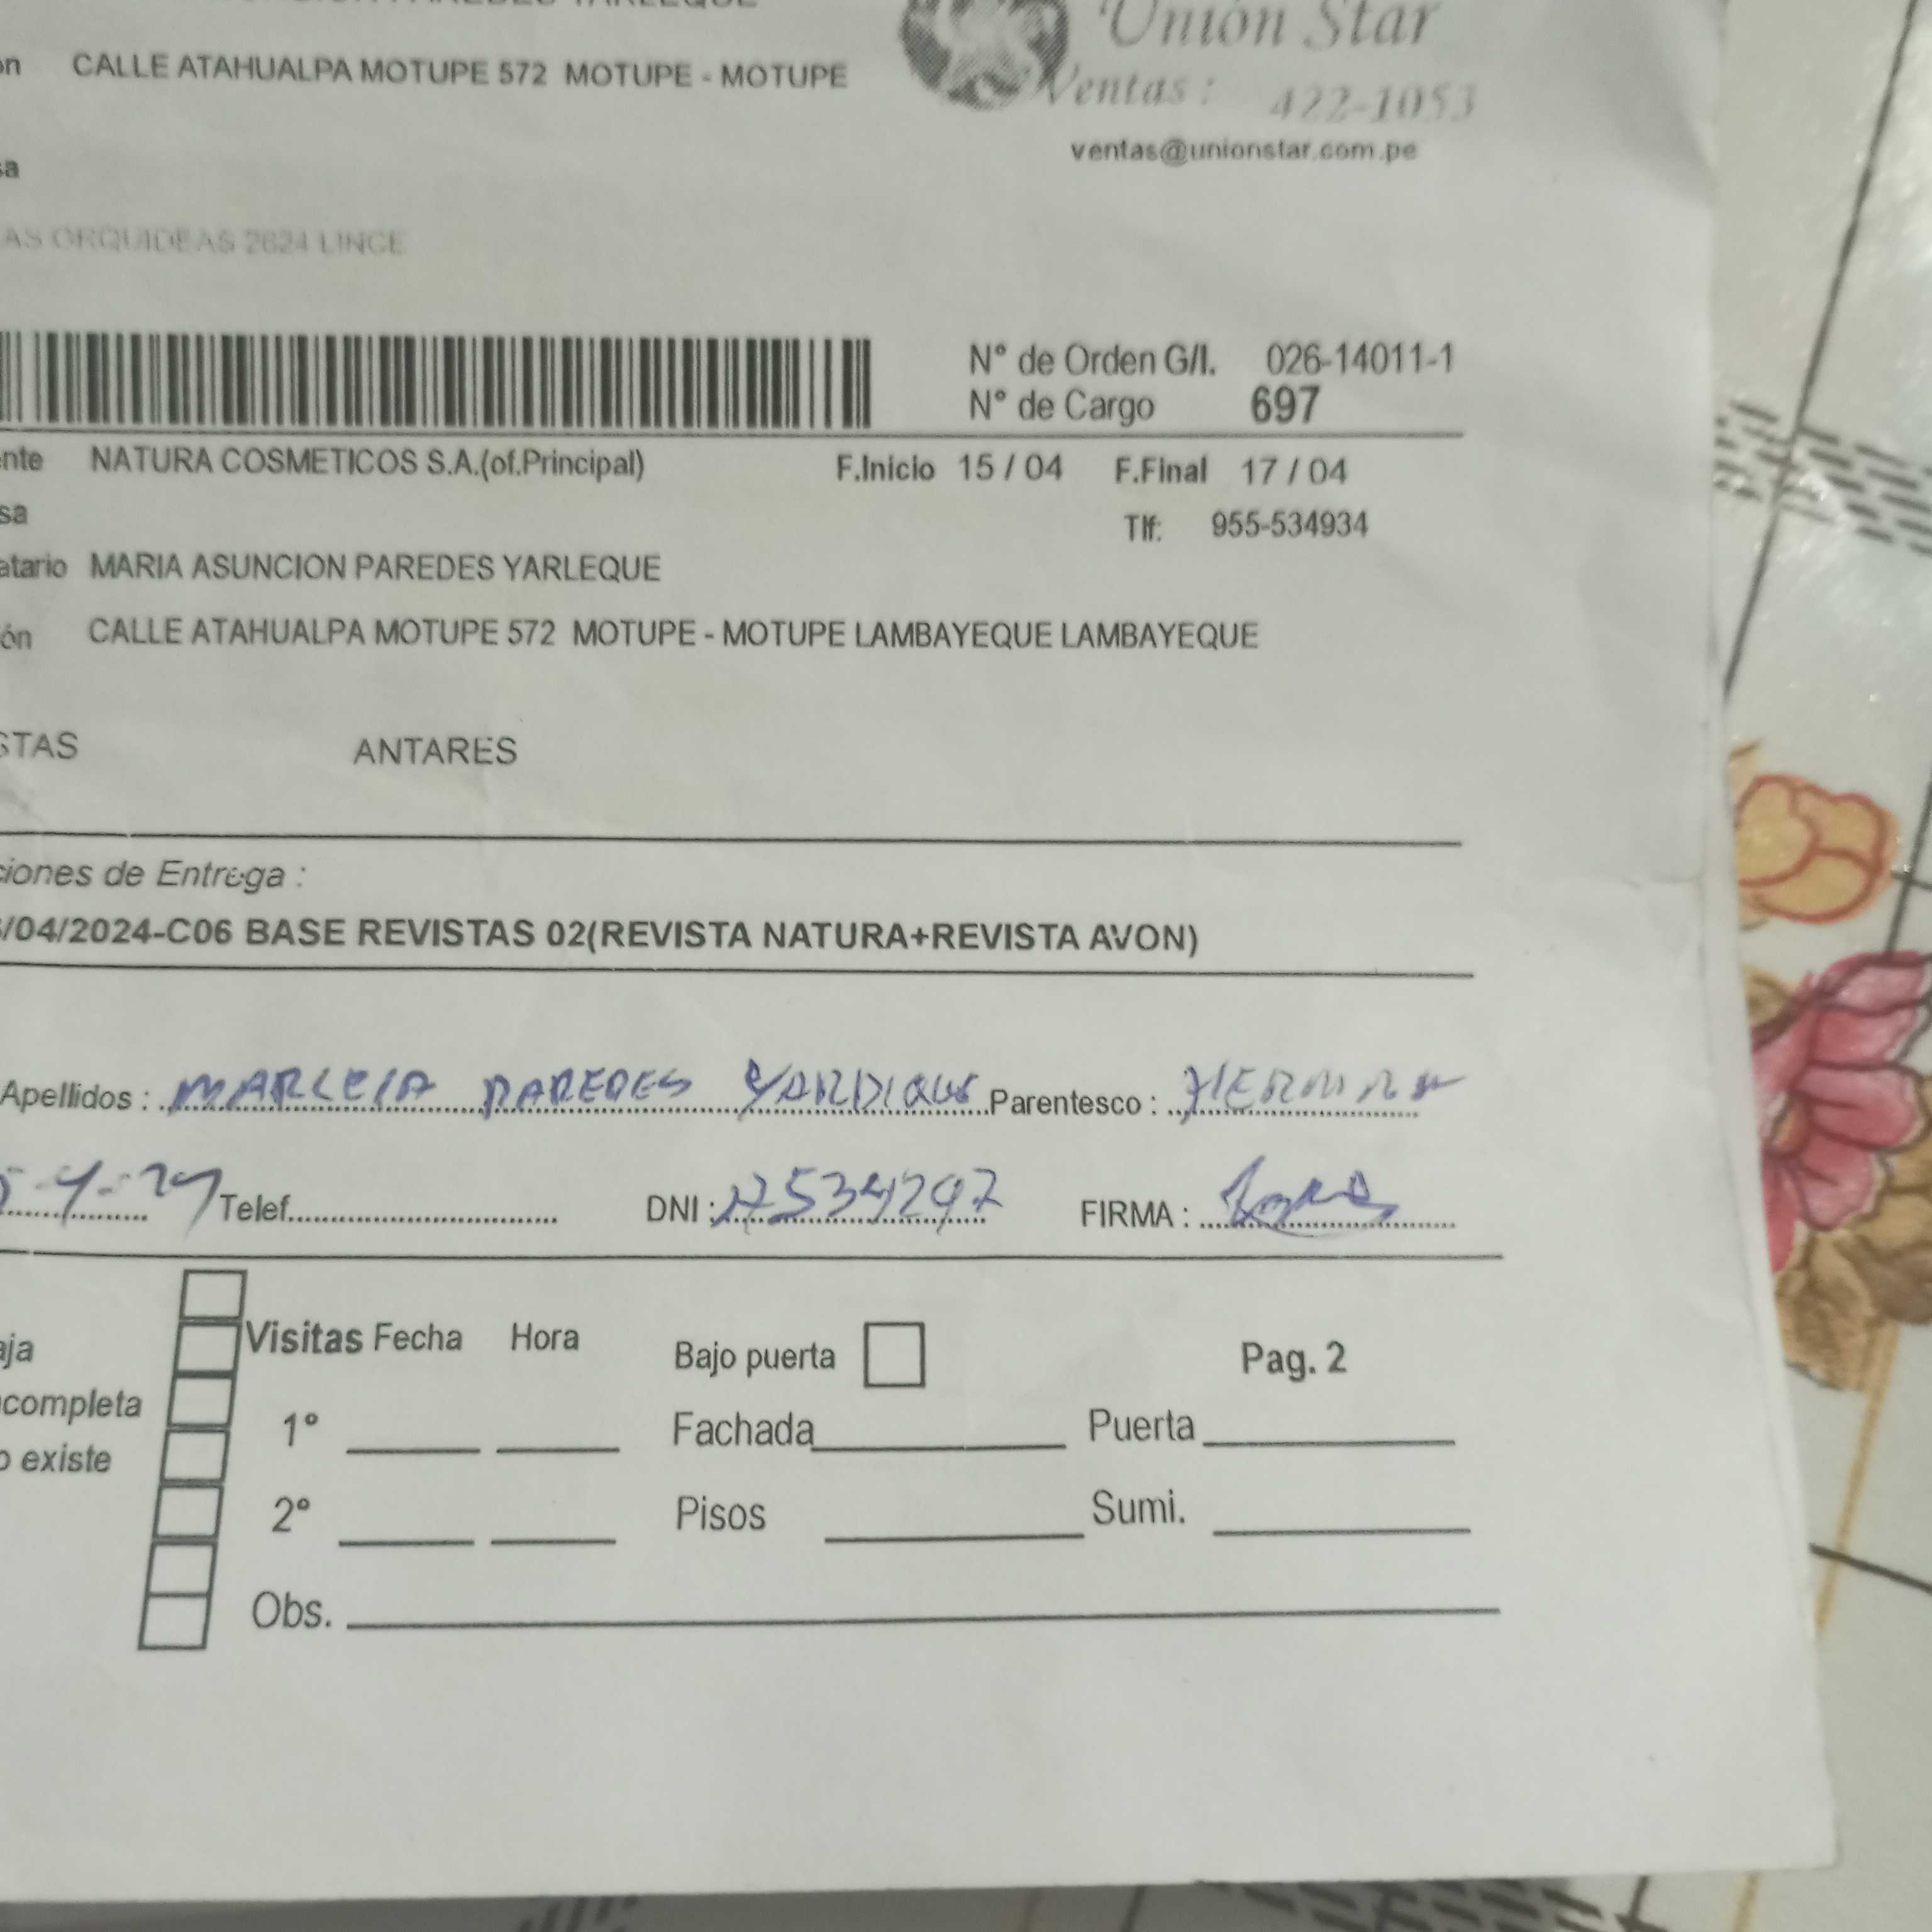 Unión Star
ón CALLE ATAHUALPA MOTUPE 572 MOTUPE - MOTUPE
Ventas : 422-1053
ventas@unionstar.com.pe
sa
AS ORQUIDEAS 2624 LINCE
N° de Orden G/I. 026-14011-1
N° de Cargo 697
nte NATURA COSMETICOS S.A.(of.Principal) F.Inicio 15 / 04 F.Final 17 / 04
sa
Tlf: 955-534934
atario MARIA ASUNCION PAREDES YARLEQUE
ón CALLE ATAHUALPA MOTUPE 572 MOTUPE - MOTUPE LAMBAYEQUE LAMBAYEQUE
STAS ANTARES
ciones de Entrega :
/04/2024-C06 BASE REVISTAS 02(REVISTA NATURA+REVISTA AVON)
Apellidos : PAREDES Parentesco : HERMANA
Telef. DNI : FIRMA :
Visitas Fecha Hora
Bajo puerta Pag. 2
aja
completa
1° Fachada Puerta
o existe
2° Pisos Sumi.
Obs.